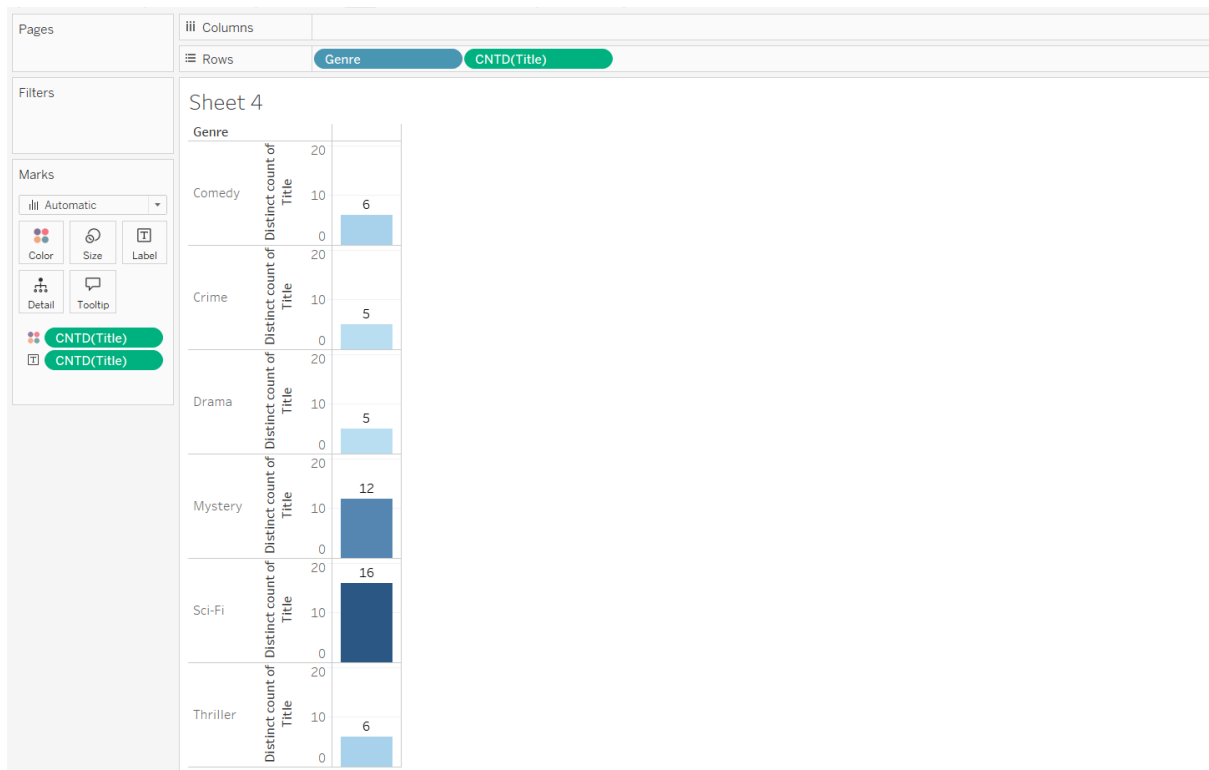 Pages
iii Columns
Rows
Genre
CNTD(Title)
Filters
Marks
Automatic
Color
Size
T
Label
Detail
Tooltip
CNTD(Title)
T
CNTD(Title)
Sheet 4
Genre
Comedy
Distinct count of
Title
20
10
0
6
Crime
Distinct count of
Title
20
10
0
5
Drama
Distinct count of
Title
20
10
0
5
Mystery
Distinct count of
Title
20
10
0
12
Sci-Fi
Distinct count of
Title
20
10
0
16
Thriller
Distinct count of
Title
20
10
0
6